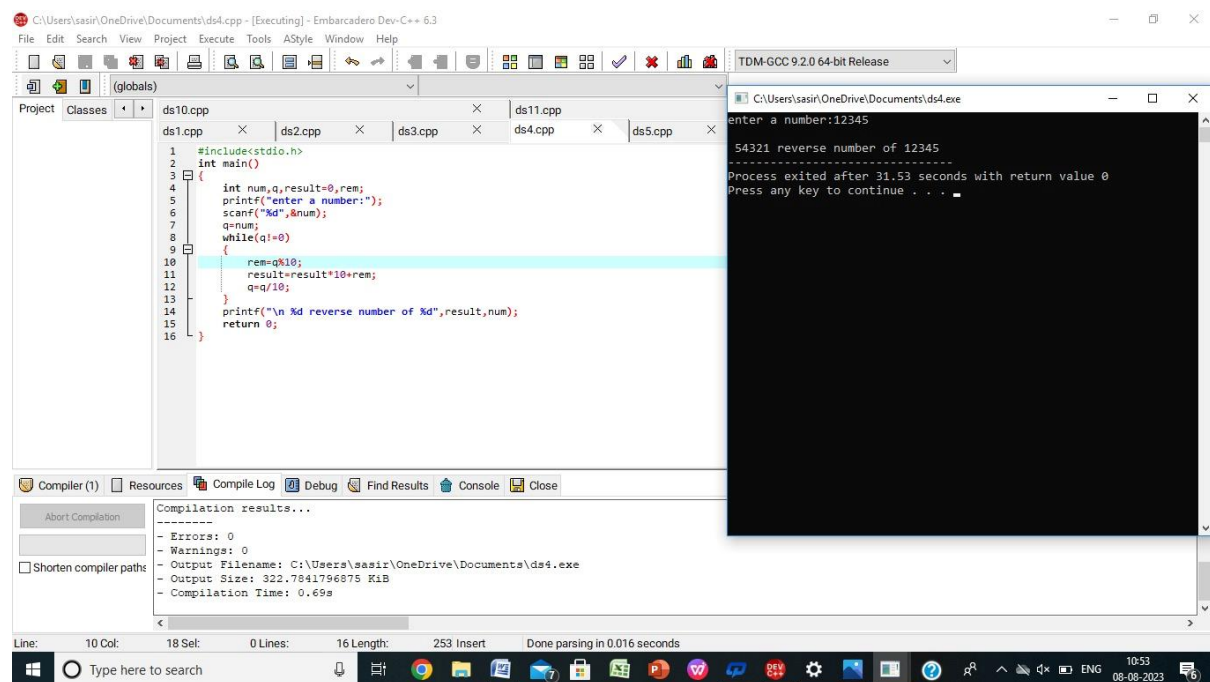 C:\Users\sasir\OneDrive\Documents\ds4.cpp - [Executing] - Embarcadero Dev-C++ 6.3
File Edit Search View Project Execute Tools AStyle Window Help
TDM-GCC 9.2.0 64-bit Release
(globals)
Project Classes
ds10.cpp ds11.cpp
ds1.cpp ds2.cpp ds3.cpp ds4.cpp ds5.cpp
1 #include<stdio.h>
2 int main()
3 {
4 int num,q,result=0,rem;
5 printf("enter a number:");
6 scanf("%d",&num);
7 q=num;
8 while(q!=0)
9 {
10 rem=q%10;
11 result=result*10+rem;
12 q=q/10;
13 }
14 printf("\n %d reverse number of %d",result,num);
15 return 0;
16 }
C:\Users\sasir\OneDrive\Documents\ds4.exe
enter a number:12345
54321 reverse number of 12345
--------------------------------
Process exited after 31.53 seconds with return value 0
Press any key to continue . . .
Compiler (1) Resources Compile Log Debug Find Results Console Close
Abort Compilation
Shorten compiler paths
Compilation results...
--------
- Errors: 0
- Warnings: 0
- Output Filename: C:\Users\sasir\OneDrive\Documents\ds4.exe
- Output Size: 322.7841796875 KiB
- Compilation Time: 0.69s
Line: 10 Col: 18 Sel: 0 Lines: 16 Length: 253 Insert Done parsing in 0.016 seconds
Type here to search
7
DEV C++
ENG
10:53
08-08-2023
6